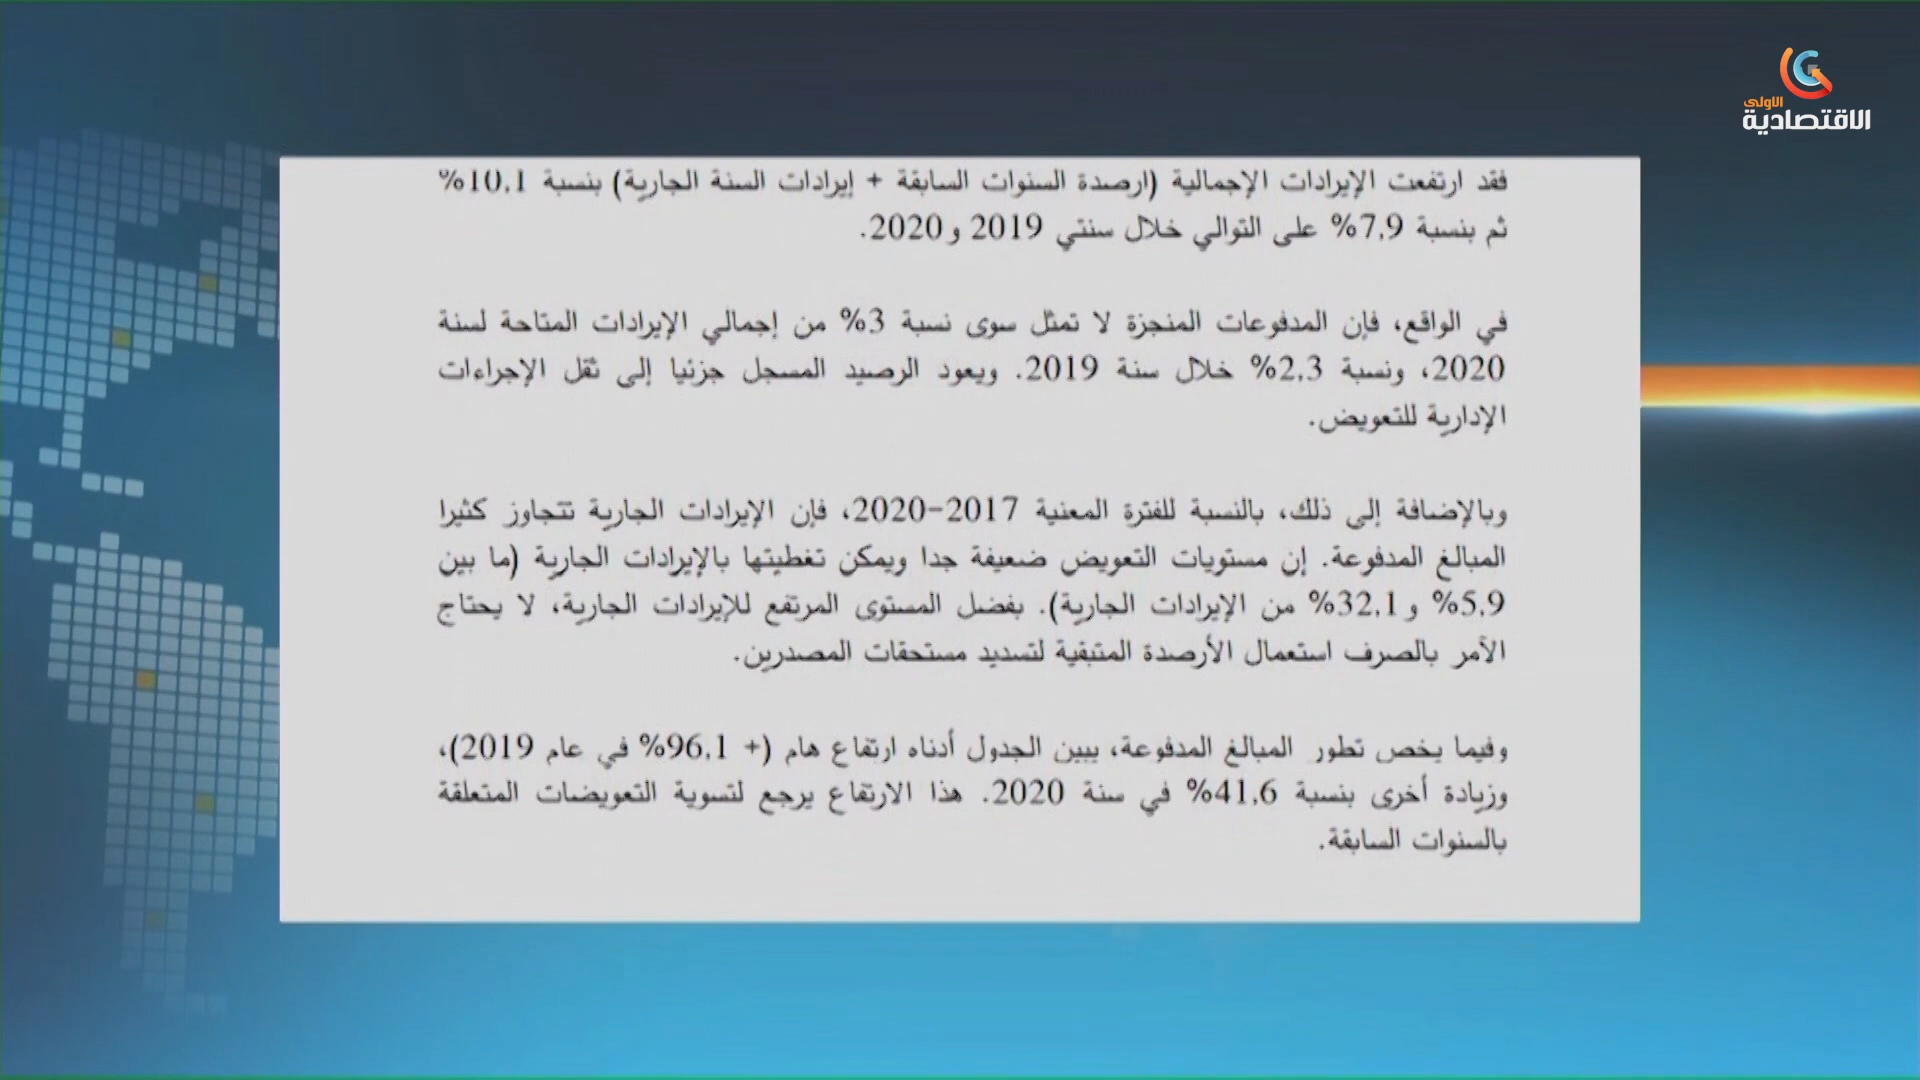 الأولى
الاقتصادية
فقد ارتفعت الإيرادات الإجمالية (ارصدة السنوات السابقة + إيرادات السنة الجارية) بنسبة 10,1%
ثم بنسبة 7,9% على التوالي خلال سنتي 2019 و2020.
في الواقع، فإن المدفوعات المنجزة لا تمثل سوى نسبة 3% من إجمالي الإيرادات المتاحة لسنة
2020، ونسبة 2,3% خلال سنة 2019. ويعود الرصيد المسجل جزئيا إلى ثقل الإجراءات
الإدارية للتعويض.
وبالإضافة إلى ذلك، بالنسبة للفترة المعنية 2017-2020، فإن الإيرادات الجارية تتجاوز كثيرا
المبالغ المدفوعة. إن مستويات التعويض ضعيفة جدا ويمكن تغطيتها بالإيرادات الجارية (ما بين
5,9% و32,1% من الإيرادات الجارية). بفضل المستوى المرتفع للإيرادات الجارية، لا يحتاج
الآمر بالصرف استعمال الأرصدة المتبقية لتسديد مستحقات المصدرين.
وفيما يخص تطور المبالغ المدفوعة، يبين الجدول أدناه ارتفاع هام (+ 96,1% في عام 2019)،
وزيادة أخرى بنسبة 41,6% في سنة 2020. هذا الارتفاع يرجع لتسوية التعويضات المتعلقة
بالسنوات السابقة.